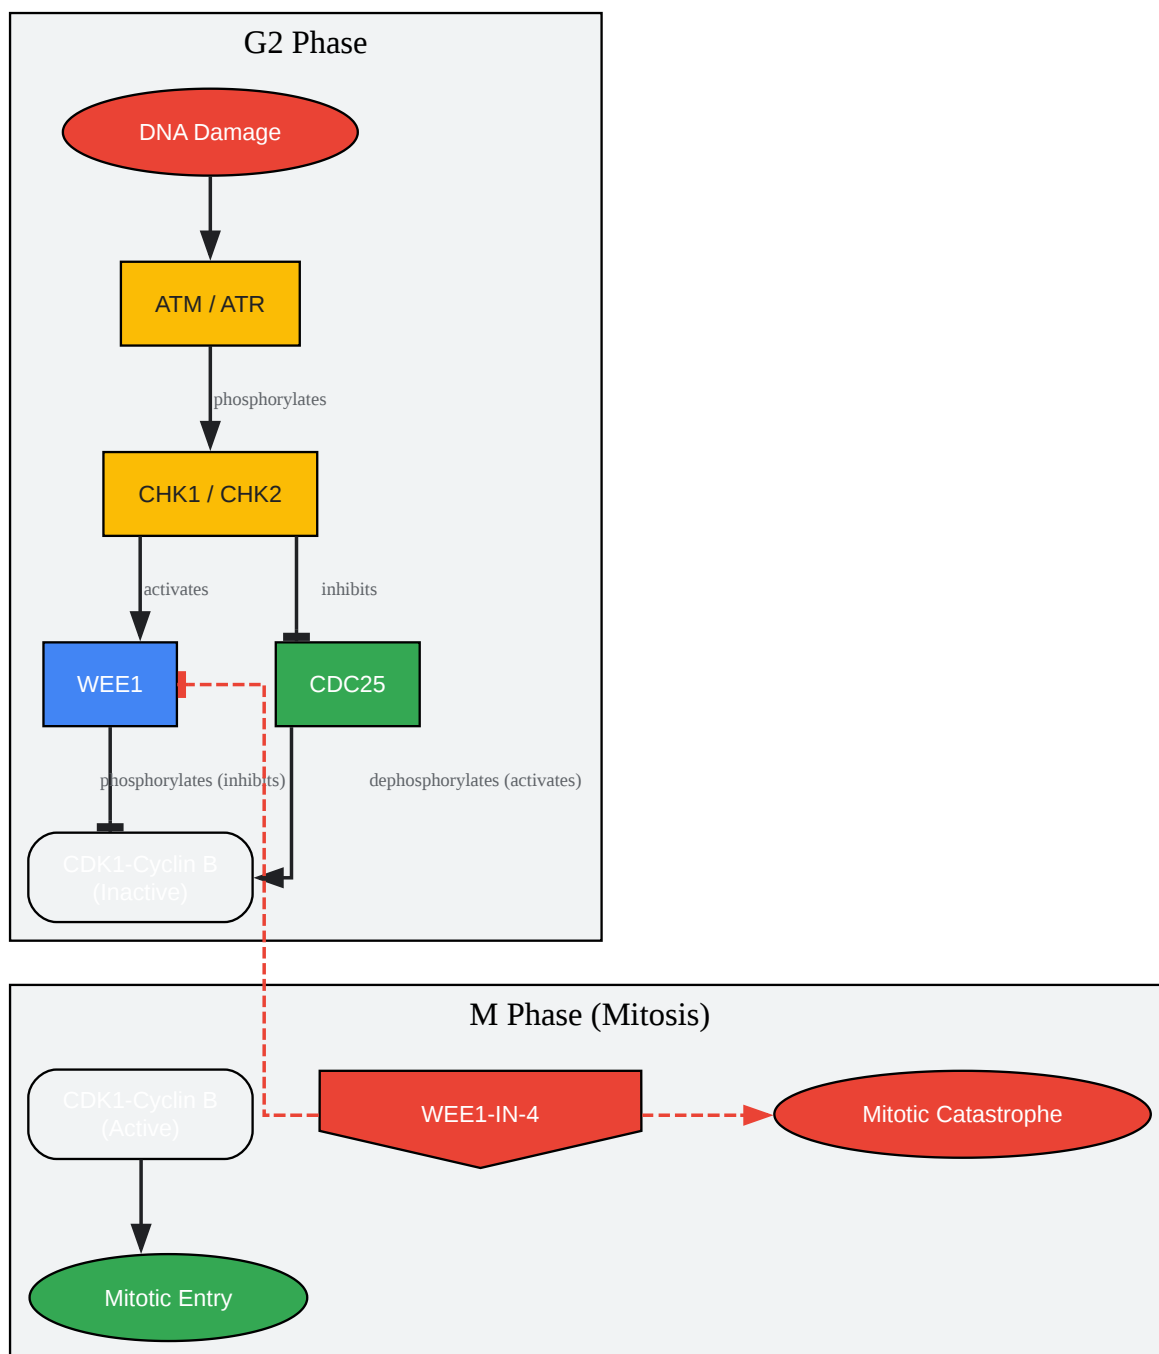 G2 Phase
DNA Damage
ATM / ATR
phosphorylates
CHK1 / CHK2
activates
inhibits
WEE1
CDC25
phosphorylates (inhibits)
dephosphorylates (activates)
CDK1-Cyclin B
(Inactive)
M Phase (Mitosis)
CDK1-Cyclin B
(Active)
WEE1-IN-4
Mitotic Catastrophe
Mitotic Entry